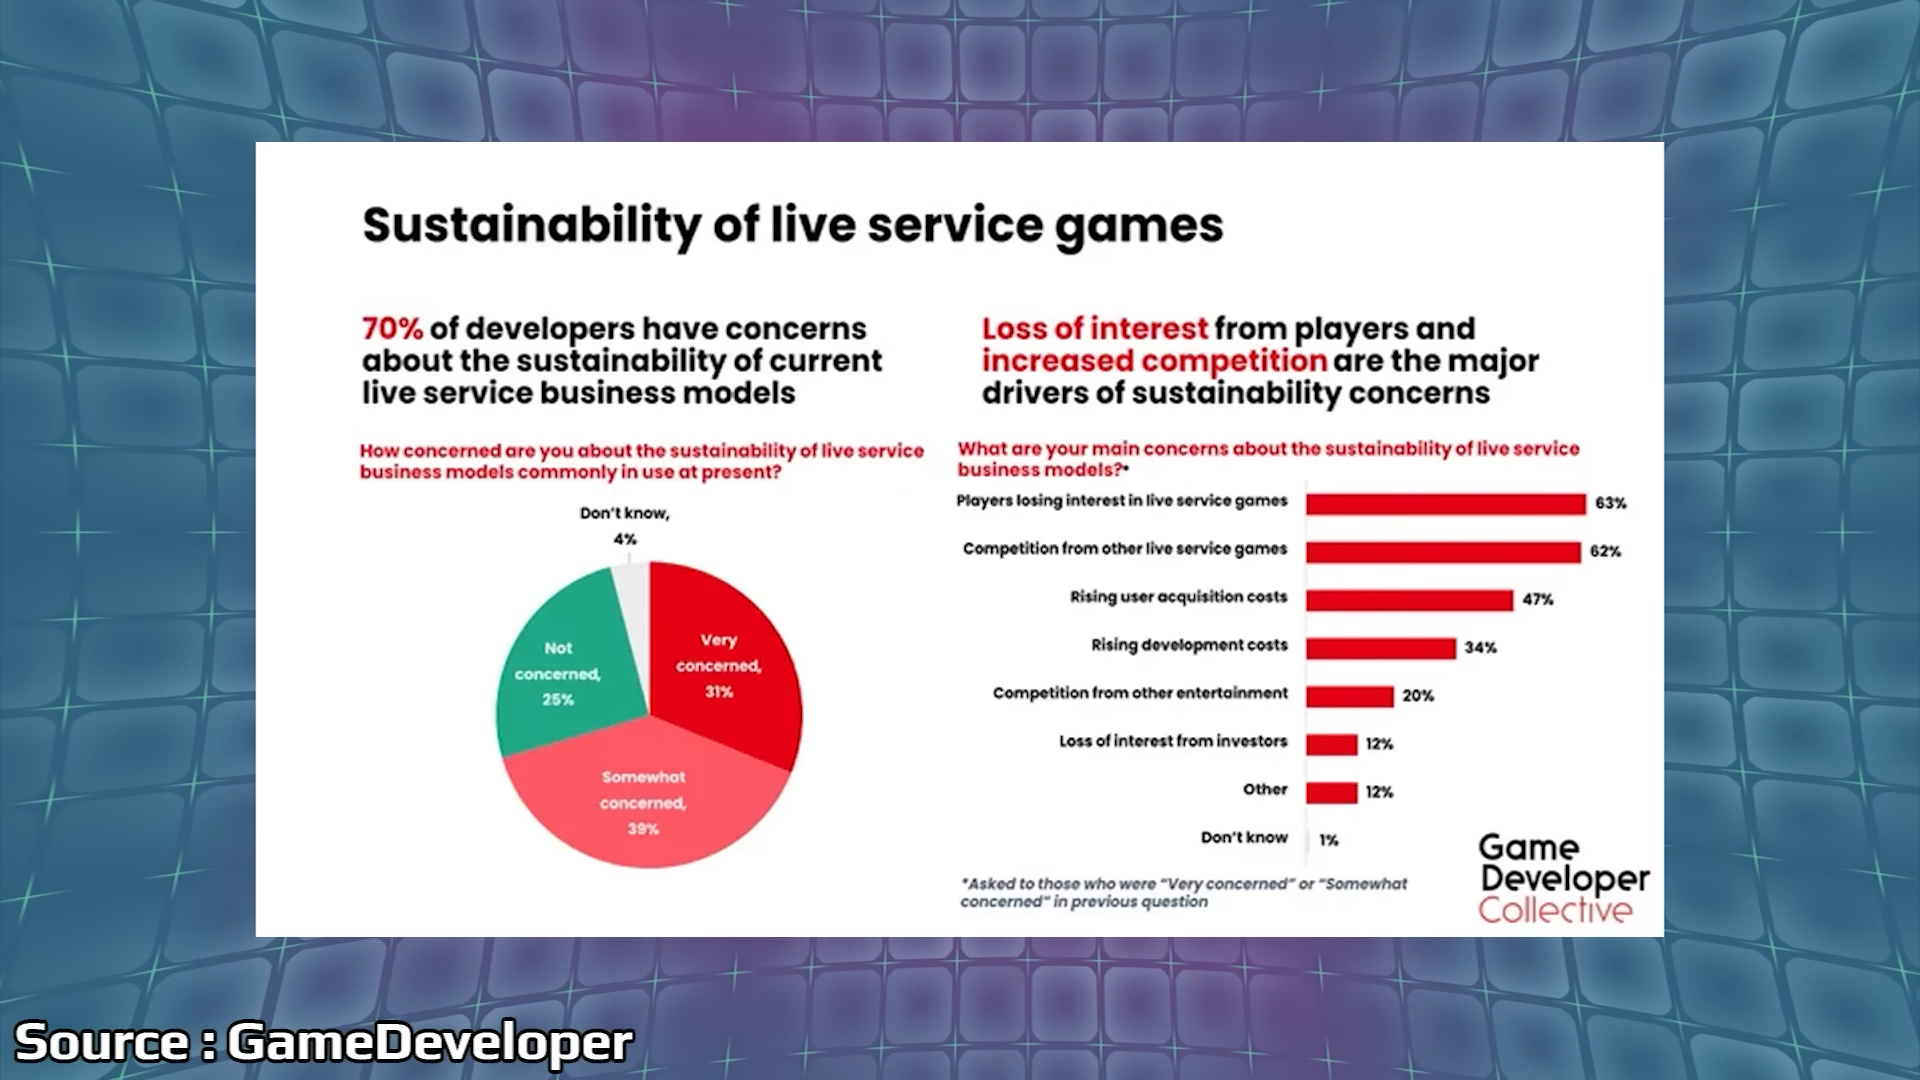 Sustainability of live service games
70% of developers have concerns
about the sustainability of current
live service business models
How concerned are you about the sustainability of live service
business models commonly in use at present?
Don't know,
4%
Not
concerned,
25%
Very
concerned,
31%
Somewhat
concerned,
39%
Loss of interest from players and
increased competition are the major
drivers of sustainability concerns
What are your main concerns about the sustainability of live service
business models?*
Players losing interest in live service games 63%
Competition from other live service games 62%
Rising user acquisition costs 47%
Rising development costs 34%
Competition from other entertainment 20%
Loss of interest from investors 12%
Other 12%
Don't know 1%
*Asked to those who were "Very concerned" or "Somewhat
concerned" in previous question
Game
Developer
Collective
Source : GameDeveloper